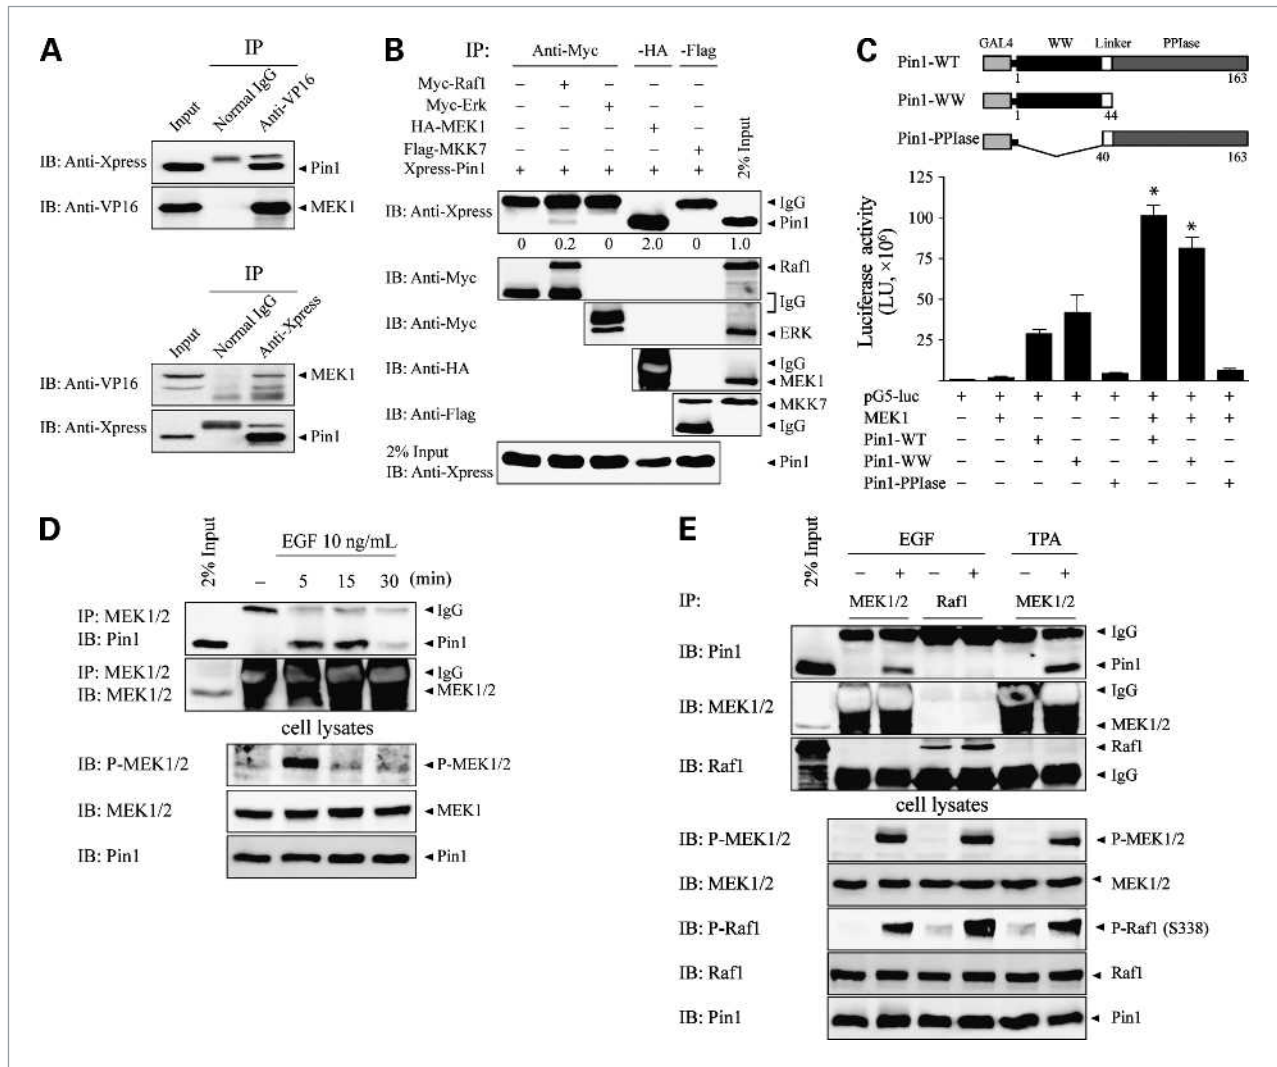 A
IP
Input
Normal IgG
Anti-VP16
IB: Anti-Xpress
Pin1
IB: Anti-VP16
MEK1
IP
Input
Normal IgG
Anti-Xpress
IB: Anti-VP16
MEK1
IB: Anti-Xpress
Pin1
B
IP: Anti-Myc -HA -Flag
Myc-Raf1 – + – – –
Myc-Erk – – + – –
HA-MEK1 – – – + –
Flag-MKK7 – – – – +
Xpress-Pin1 + + + + +
2% Input
IB: Anti-Xpress
IgG
Pin1
0 0.2 0 2.0 0 1.0
IB: Anti-Myc
Raf1
IgG
IB: Anti-Myc
ERK
IB: Anti-HA
IgG
MEK1
IB: Anti-Flag
MKK7
IgG
2% Input
IB: Anti-Xpress
Pin1
C
GAL4 WW Linker PPIase
Pin1-WT
1 163
Pin1-WW
1 44
Pin1-PPIase
40 163
Luciferase activity
(LU, ×10⁶)
125
100
75
50
25
* *
pG5-luc + + + + + + + +
MEK1 – + – – – + + +
Pin1-WT – – + – – + – –
Pin1-WW – – – + – – + –
Pin1-PPIase – – – – + – – +
D
2% Input
EGF 10 ng/mL
– 5 15 30 (min)
IP: MEK1/2
IB: Pin1
IgG
Pin1
IP: MEK1/2
IB: MEK1/2
IgG
MEK1/2
cell lysates
IB: P-MEK1/2
P-MEK1/2
IB: MEK1/2
MEK1
IB: Pin1
Pin1
E
2% Input
EGF TPA
– + – + – +
IP: MEK1/2 Raf1 MEK1/2
IB: Pin1
IgG
Pin1
IB: MEK1/2
IgG
MEK1/2
IB: Raf1
Raf1
IgG
cell lysates
IB: P-MEK1/2
P-MEK1/2
IB: MEK1/2
MEK1/2
IB: P-Raf1
P-Raf1 (S338)
IB: Raf1
Raf1
IB: Pin1
Pin1